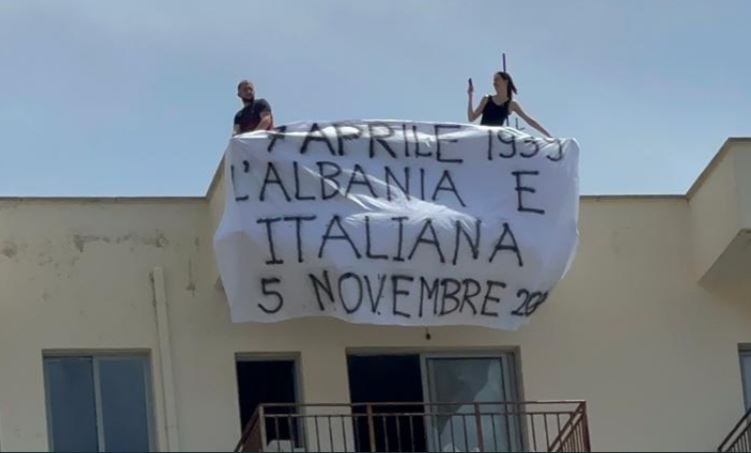 7 APRILE 1939
L'ALBANIA E
ITALIANA
5 NOVEMBRE